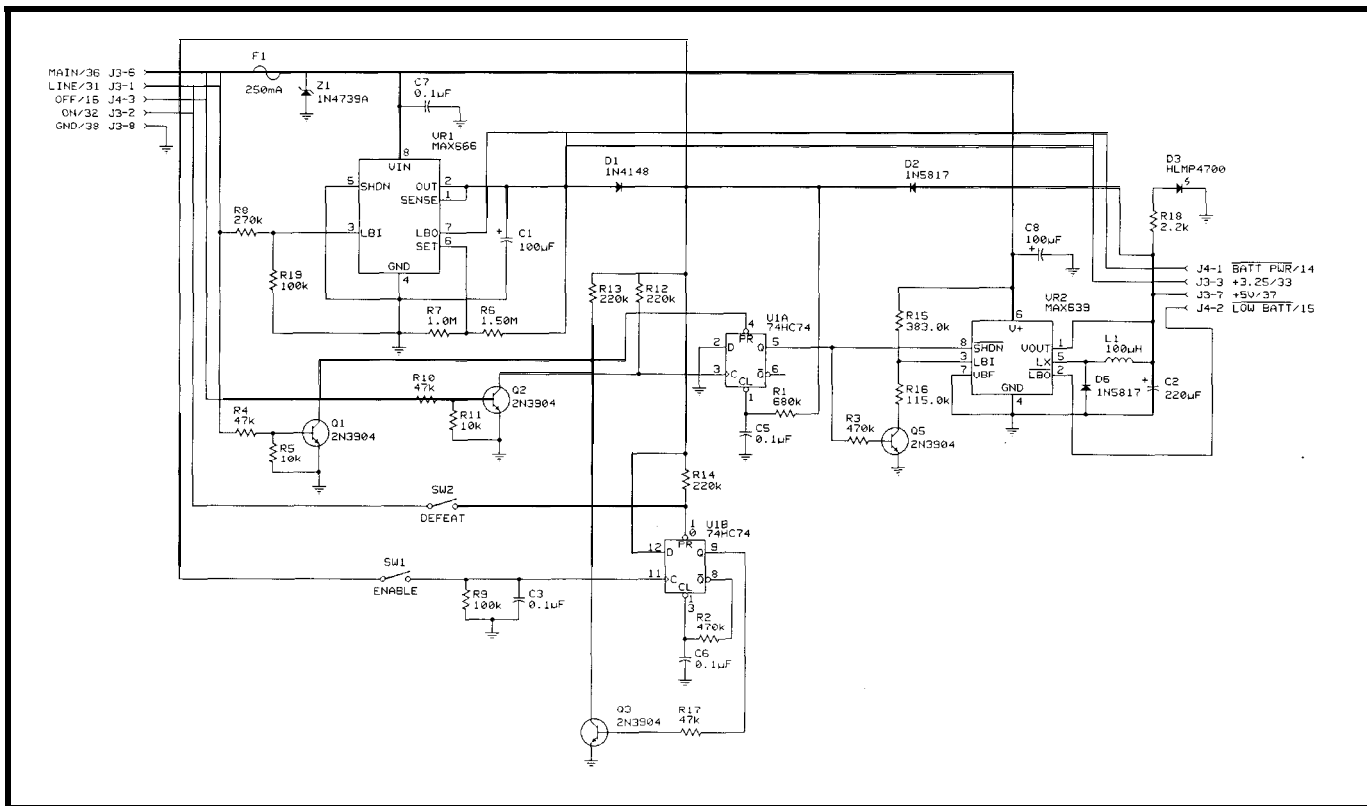 MAIN/36 J3-6
LINE/31 J3-1
OFF/16 J4-3
ON/32 J3-2
GND/38 J3-8
F1
250mA
Z1
1N4739A
C7
0.1µF
VR1
MAX666
8
VIN
5
SHDN
OUT
2
SENSE
1
3
LBI
LBO
7
SET
6
GND
4
R8
270k
R19
100k
C1
100µF
R7
1.0M
R6
1.50M
D1
1N4148
D2
1N5817
D3
HLMP4700
R18
2.2k
C8
100µF
J4-1 BATT PWR/14
J3-3 +3.25/33
J3-7 +5V/37
J4-2 LOW BATT/15
R13
220k
R12
220k
U1A
74HC74
4
PR
2
D
Q
5
3
C
Q
6
CL
1
R1
680k
C5
0.1µF
R15
383.0k
R16
115.0k
VR2
MAX639
6
V+
8
SHDN
VOUT
1
3
LBI
LX
5
7
VBF
LBO
2
GND
4
L1
100µH
D6
1N5817
C2
220µF
R3
470k
Q5
2N3904
R10
47k
Q2
2N3904
R11
10k
R4
47k
Q1
2N3904
R5
10k
R14
220k
SW2
DEFEAT
U1B
74HC74
10
PR
12
D
Q
9
11
C
Q
8
CL
13
SW1
ENABLE
R9
100k
C3
0.1µF
R2
470k
C6
0.1µF
Q3
2N3904
R17
47k